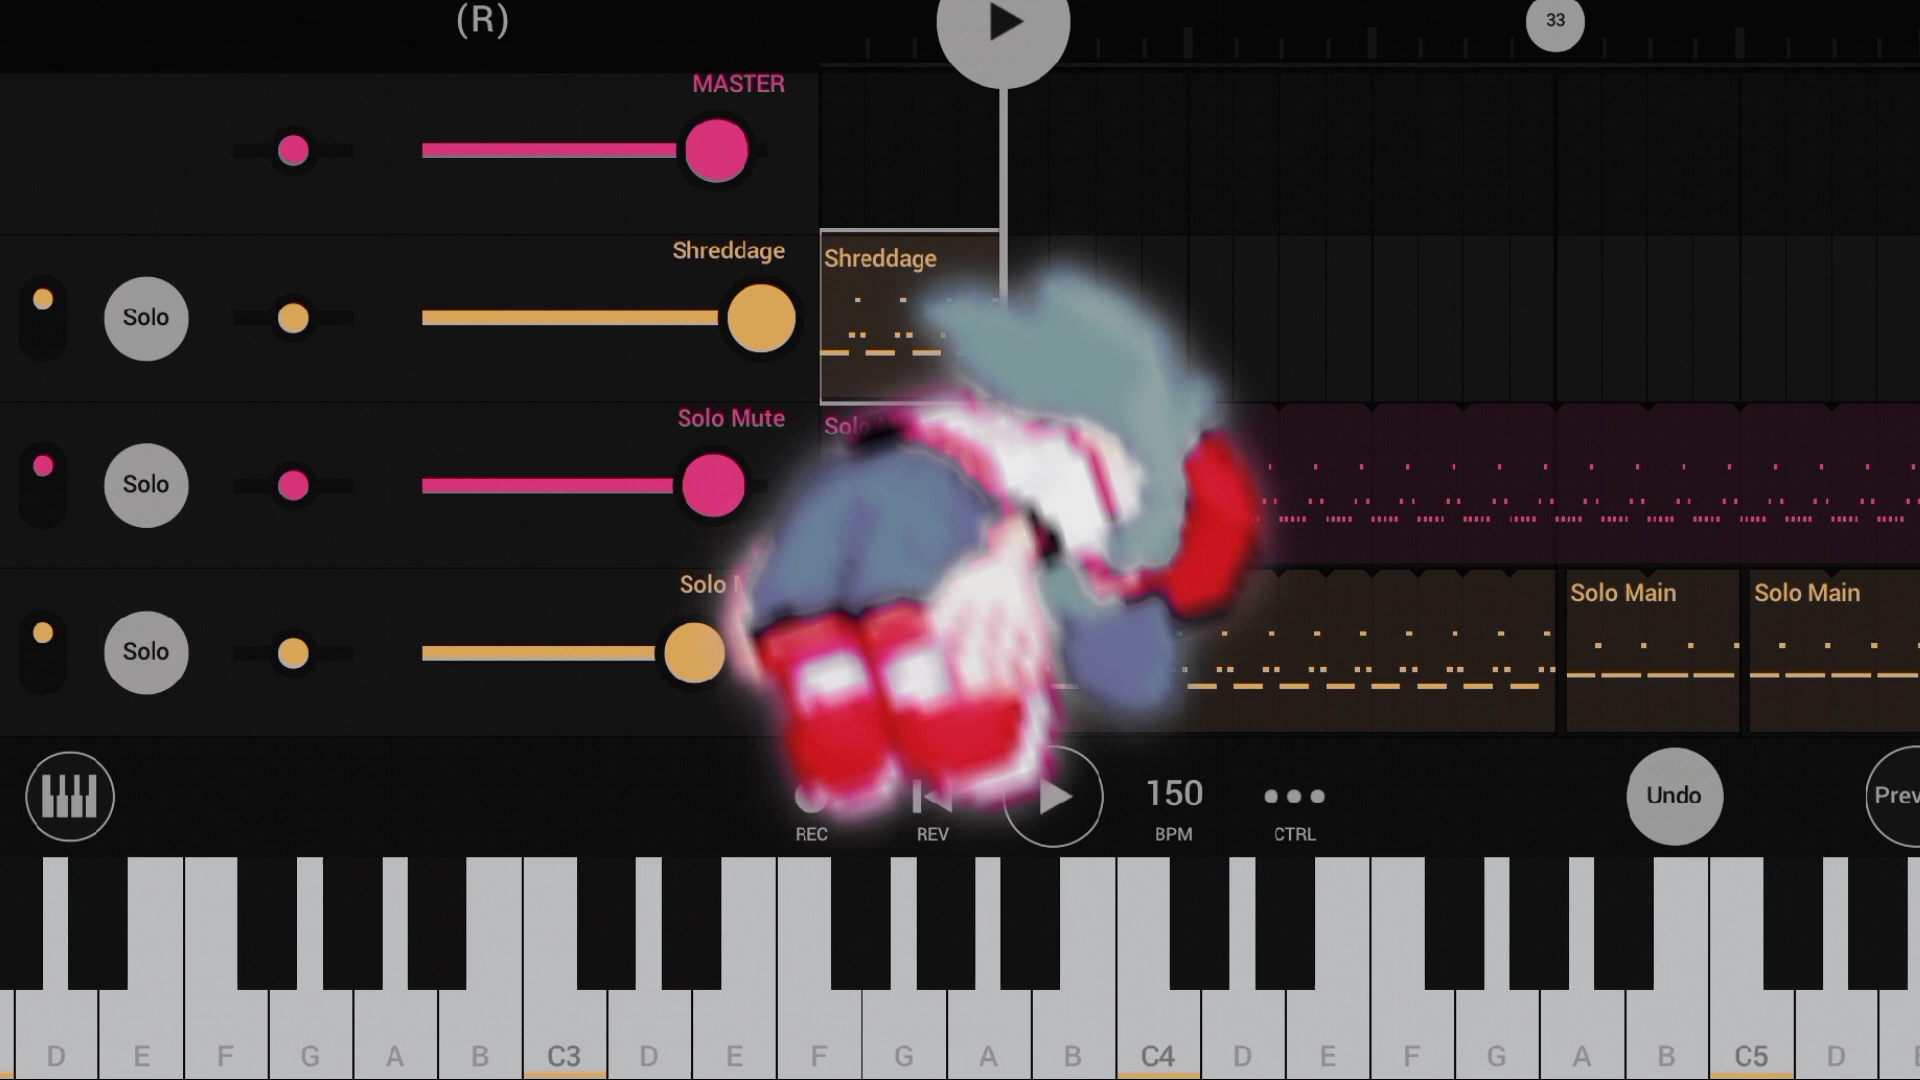 (R)
33
MASTER
Shreddage
Shreddage
Solo
Solo Mute
Solo
Solo
Solo
Solo
Solo Main
Solo Main
REC
REV
150
BPM
CTRL
Undo
Prev
D E F G A B C3 D E F G A B C4 D E F G A B C5 D